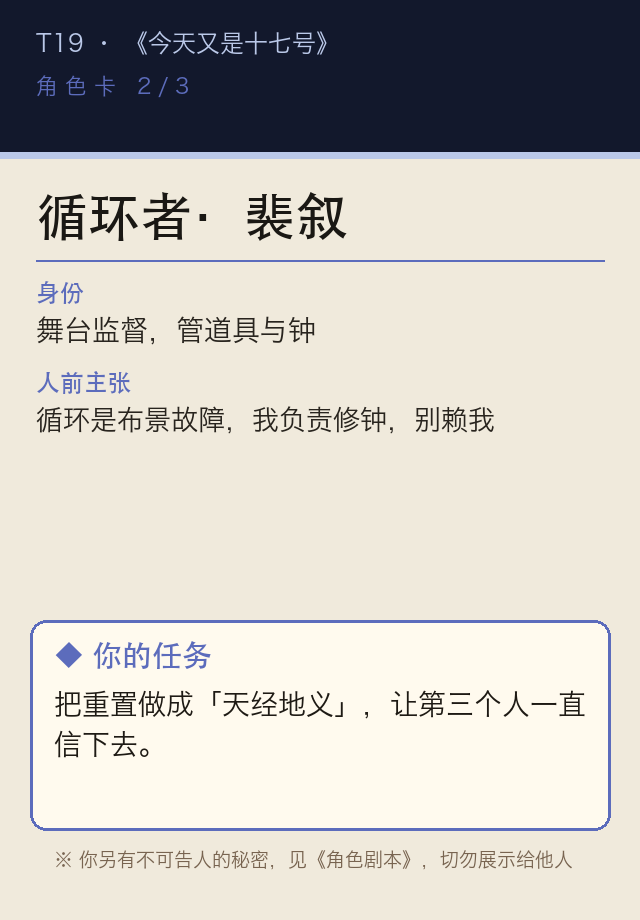 T19 · 《今天又是十七号》
角色卡 2/3
循环者· 裴叙
身份
舞台监督，管道具与钟
人前主张
循环是布景故障，我负责修钟，别赖我
◆ 你的任务
把重置做成「天经地义」，让第三个人一直
信下去。
※ 你另有不可告人的秘密，见《角色剧本》，切勿展示给他人